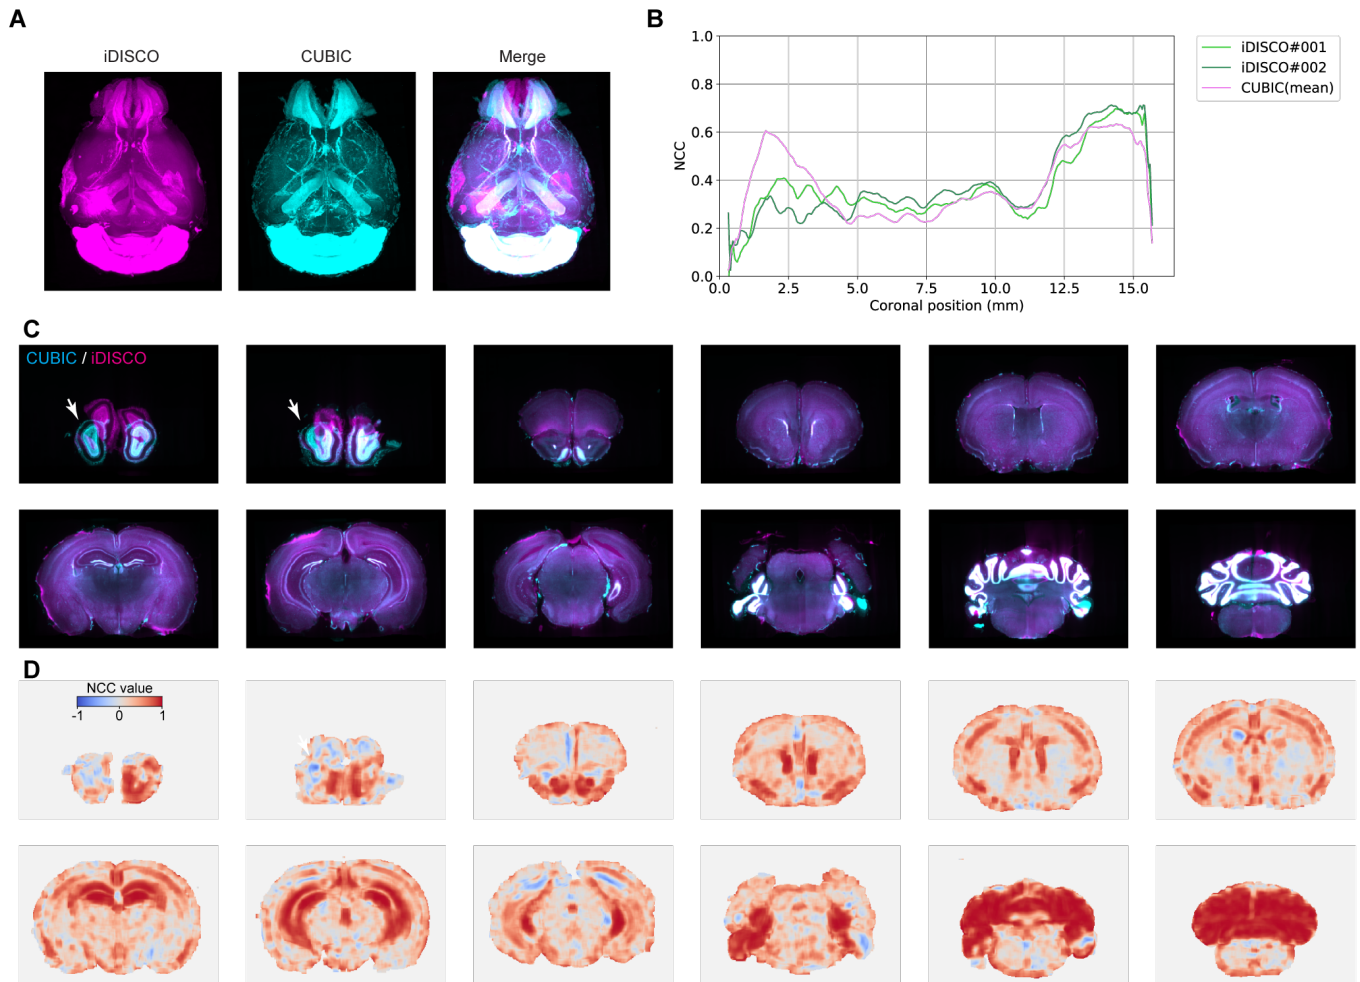 A
iDISCO
CUBIC
Merge
B
1.0
0.8
0.6
0.4
0.2
0.0
NCC
0.0
2.5
5.0
7.5
10.0
12.5
15.0
Coronal position (mm)
iDISCO#001
iDISCO#002
CUBIC(mean)
C
CUBIC / iDISCO
D
NCC value
-1
0
1